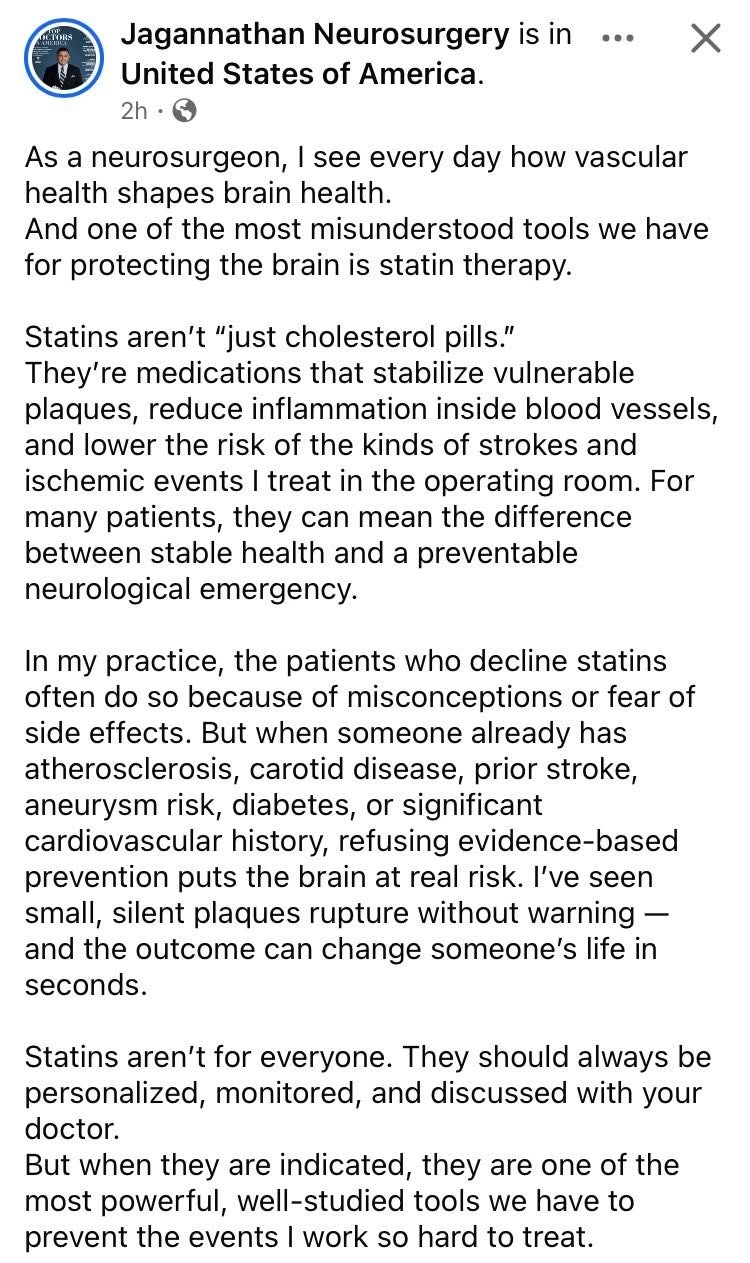 TOP
DOCTORS
AMERICA
Jagannathan Neurosurgery is in
United States of America.
2h ·
As a neurosurgeon, I see every day how vascular
health shapes brain health.
And one of the most misunderstood tools we have
for protecting the brain is statin therapy.
Statins aren’t “just cholesterol pills.”
They’re medications that stabilize vulnerable
plaques, reduce inflammation inside blood vessels,
and lower the risk of the kinds of strokes and
ischemic events I treat in the operating room. For
many patients, they can mean the difference
between stable health and a preventable
neurological emergency.
In my practice, the patients who decline statins
often do so because of misconceptions or fear of
side effects. But when someone already has
atherosclerosis, carotid disease, prior stroke,
aneurysm risk, diabetes, or significant
cardiovascular history, refusing evidence-based
prevention puts the brain at real risk. I’ve seen
small, silent plaques rupture without warning —
and the outcome can change someone’s life in
seconds.
Statins aren’t for everyone. They should always be
personalized, monitored, and discussed with your
doctor.
But when they are indicated, they are one of the
most powerful, well-studied tools we have to
prevent the events I work so hard to treat.